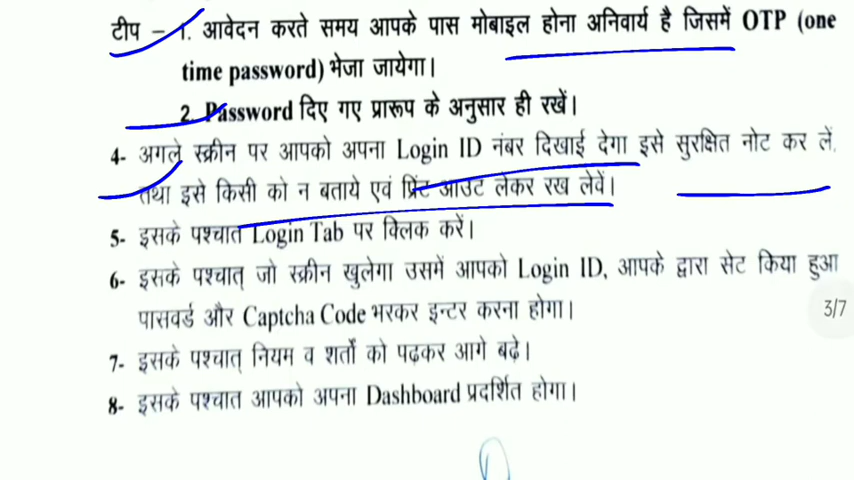 टीप – 1. आवेदन करते समय आपके पास मोबाइल होना अनिवार्य है जिसमें OTP (one
time password) भेजा जायेगा।
2. Password दिए गए प्रारूप के अनुसार ही रखें।
4- अगले स्क्रीन पर आपको अपना Login ID नंबर दिखाई देगा इसे सुरक्षित नोट कर लें,
तथा इसे किसी को न बताये एवं प्रिंट आउट लेकर रख लेवें।
5- इसके पश्चात Login Tab पर क्लिक करें।
6- इसके पश्चात् जो स्क्रीन खुलेगा उसमें आपको Login ID, आपके द्वारा सेट किया हुआ
पासवर्ड और Captcha Code भरकर इन्टर करना होगा।
3/7
7- इसके पश्चात् नियम व शर्तों को पढ़कर आगे बढ़े।
8- इसके पश्चात आपको अपना Dashboard प्रदर्शित होगा।